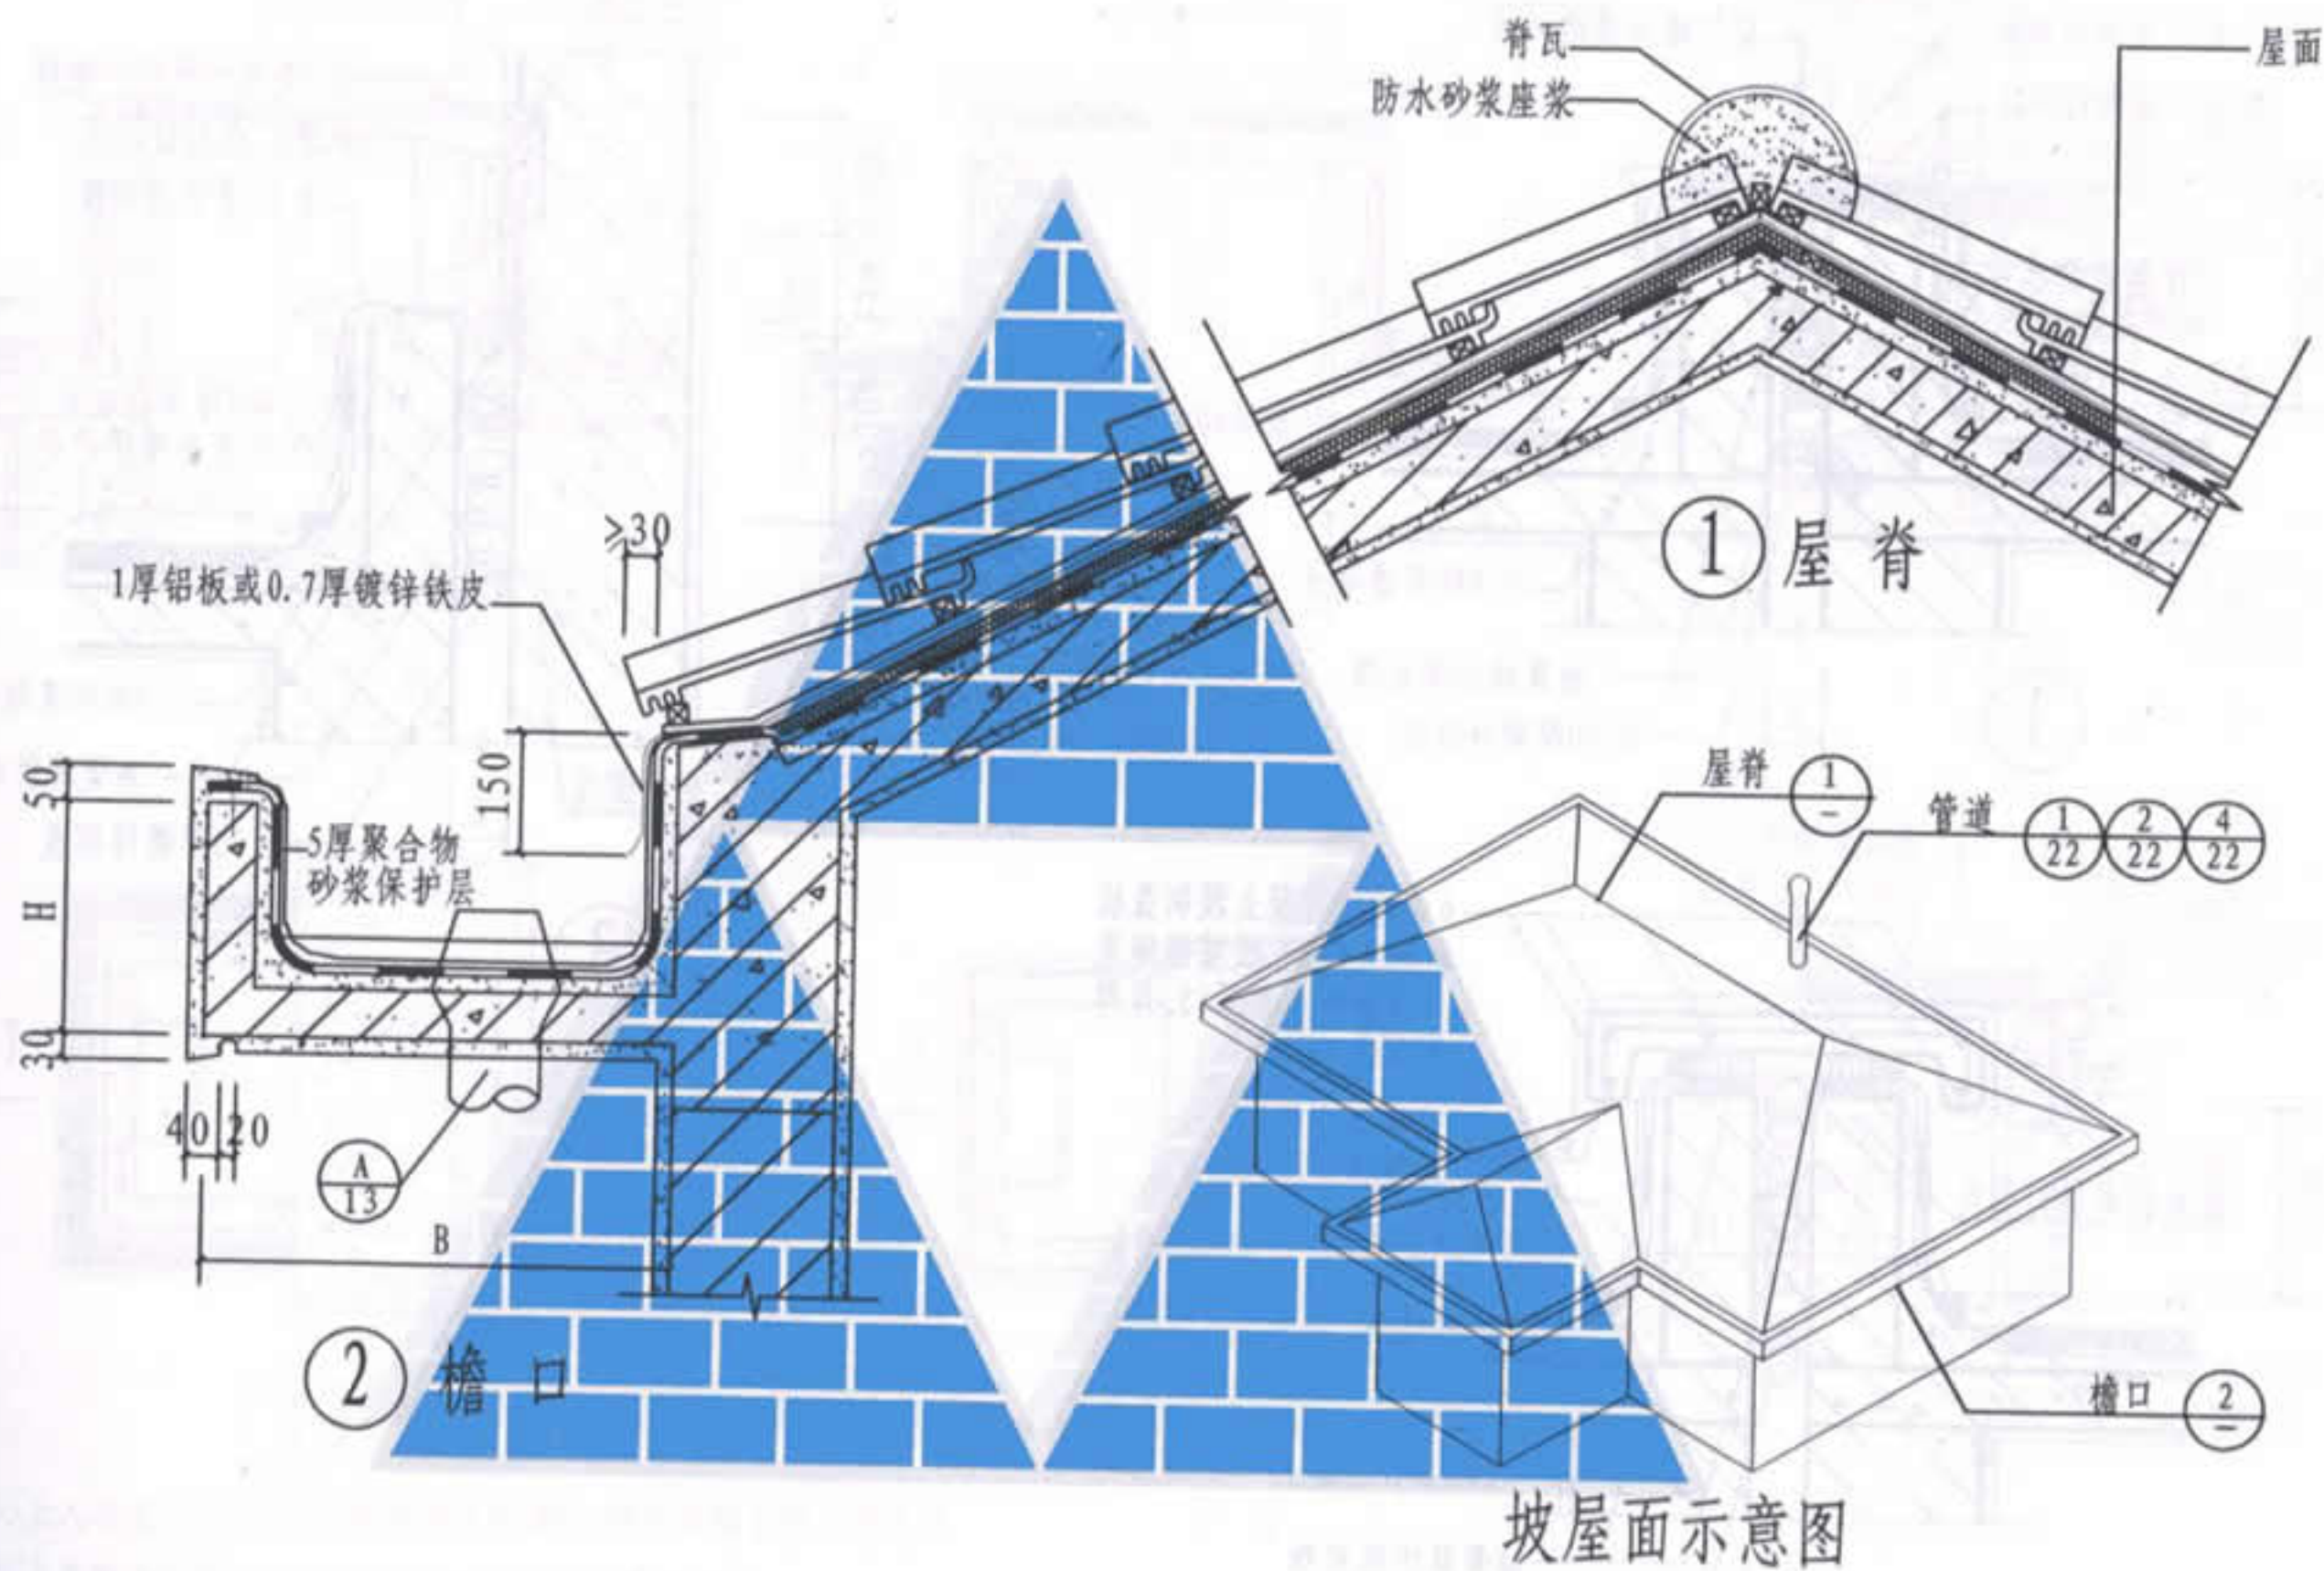 脊瓦
屋面
防水砂浆座浆
① 屋脊
≥30
1厚铝板或0.7厚镀锌铁皮
150
50
H
30
5厚聚合物
砂浆保护层
40 20
A
13
B
② 檐口
屋脊 1
–
管道 1 2 4
22 22 22
檐口 2
–
坡屋面示意图